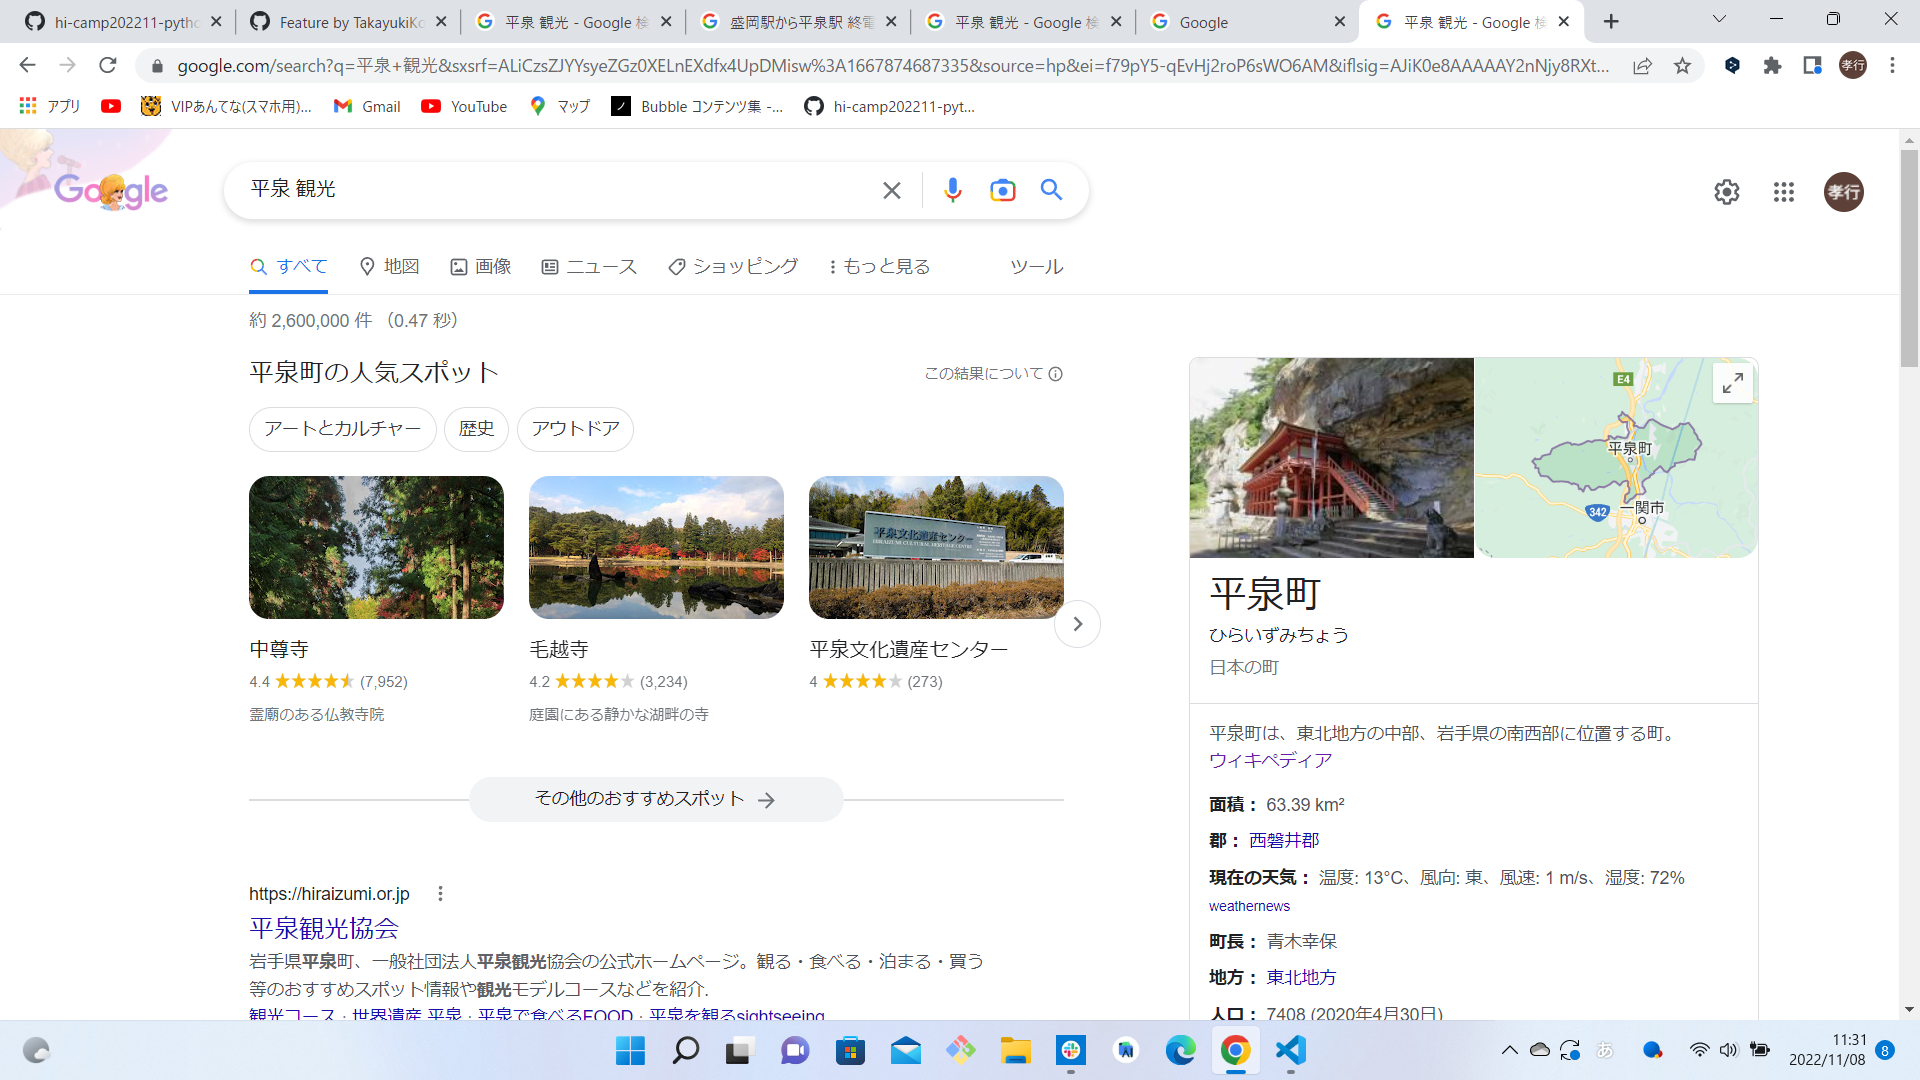 hi-camp202211-pytho
Feature by TakayukiKo
平泉 観光 - Google 検
盛岡駅から平泉駅 終電
平泉 観光 - Google 検
Google
平泉 観光 - Google 検
google.com/search?q=平泉+観光&sxsrf=ALiCzsZJYYsyeZGz0XELnEXdfx4UpDMisw%3A1667874687335&source=hp&ei=f79pY5-qEvHj2roP6sWO6AM&iflsig=AJiK0e8AAAAAY2nNjy8RXt...
孝行
アプリ
VIPあんてな(スマホ用)...
Gmail
YouTube
マップ
Bubble コンテンツ集 -...
hi-camp202211-pyt...
Google
平泉 観光
孝行
すべて
地図
画像
ニュース
ショッピング
もっと見る
ツール
約 2,600,000 件 （0.47 秒）
平泉町の人気スポット
この結果について
アートとカルチャー
歴史
アウトドア
平泉文化遺産センター
HIRAIZUMI CULTURAL HERITAGE CENTER
中尊寺
4.4 (7,952)
霊廟のある仏教寺院
毛越寺
4.2 (3,234)
庭園にある静かな湖畔の寺
平泉文化遺産センター
4 (273)
その他のおすすめスポット
https://hiraizumi.or.jp
平泉観光協会
岩手県平泉町、一般社団法人平泉観光協会の公式ホームページ。観る・食べる・泊まる・買う
等のおすすめスポット情報や観光モデルコースなどを紹介.
観光コース · 世界遺産 平泉 · 平泉で食べるFOOD · 平泉を観るsightseeing
E4
平泉町
342
一関市
平泉町
ひらいずみちょう
日本の町
平泉町は、東北地方の中部、岩手県の南西部に位置する町。
ウィキペディア
面積： 63.39 km²
郡： 西磐井郡
現在の天気： 温度: 13°C、風向: 東、風速: 1 m/s、湿度: 72%
weathernews
町長： 青木幸保
地方： 東北地方
人口： 7408 (2020年4月30日)
あ
11:31
2022/11/08
8